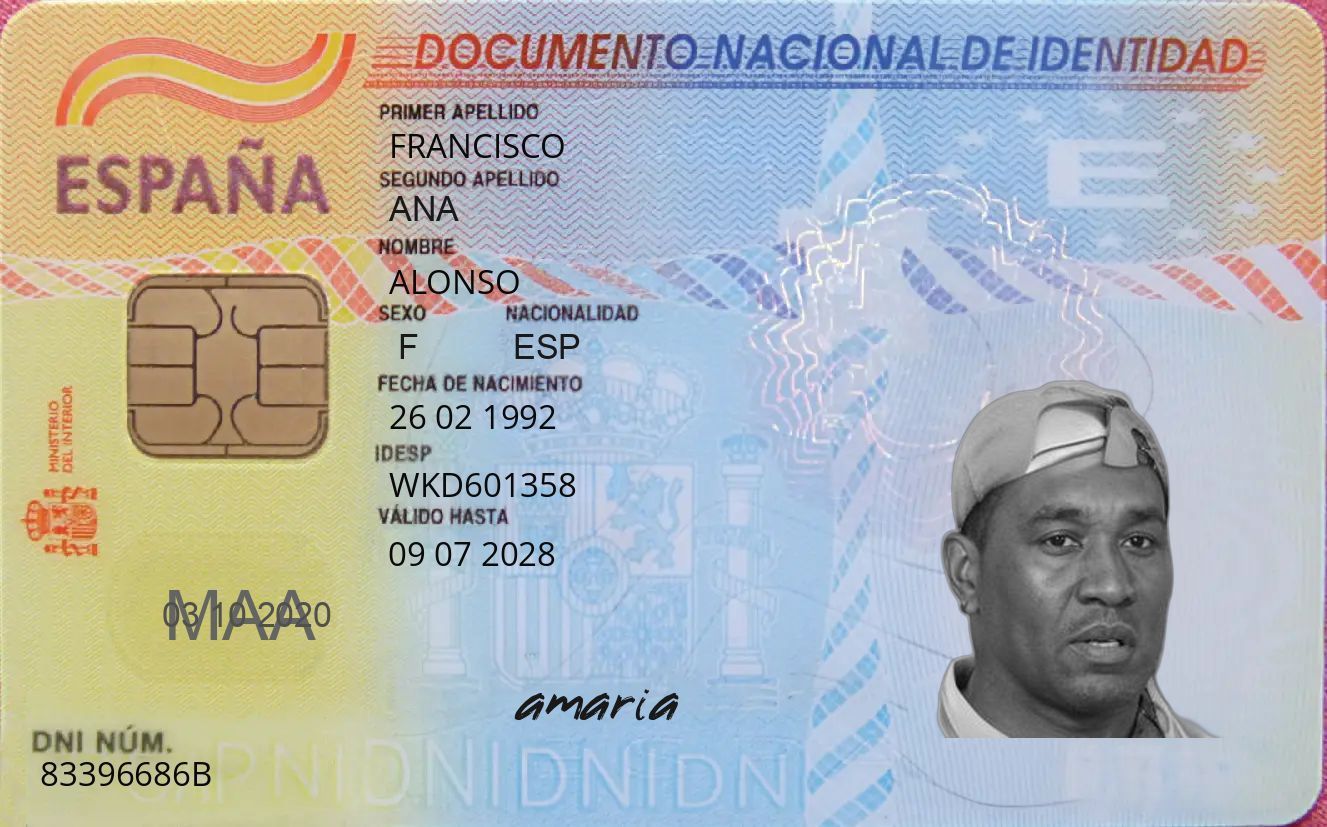 DOCUMENTO NACIONAL DE IDENTIDAD
ESPAÑA
E
PRIMER APELLIDO
FRANCISCO
SEGUNDO APELLIDO
ANA
NOMBRE
ALONSO
SEXO NACIONALIDAD
F ESP
FECHA DE NACIMIENTO
26 02 1992
IDESP
WKD601358
VÁLIDO HASTA
09 07 2028
MINISTERIO
DEL INTERIOR
03 10 2020
MAA
amaria
DNI NÚM.
83396686B
DNIDNIDNIDNI